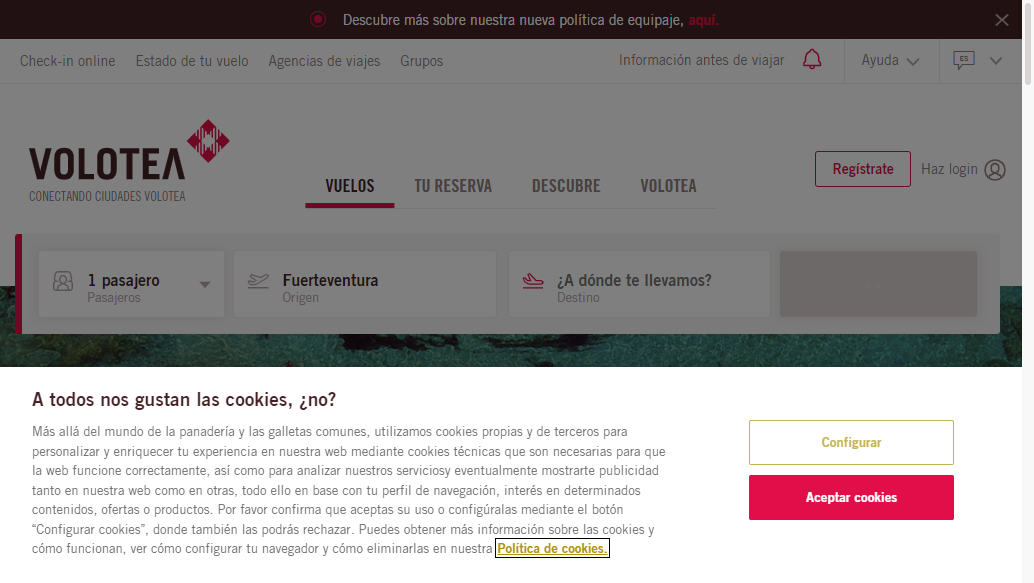 Descubre más sobre nuestra nueva política de equipaje, aquí.
Check-in online Estado de tu vuelo Agencias de viajes Grupos Información antes de viajar Ayuda ES
VOLOTEA
CONECTANDO CIUDADES VOLOTEA
VUELOS TU RESERVA DESCUBRE VOLOTEA
Regístrate Haz login
1 pasajero
Pasajeros
Fuerteventura
Origen
¿A dónde te llevamos?
Destino
A todos nos gustan las cookies, ¿no?
Más allá del mundo de la panadería y las galletas comunes, utilizamos cookies propias y de terceros para
personalizar y enriquecer tu experiencia en nuestra web mediante cookies técnicas que son necesarias para que
la web funcione correctamente, así como para analizar nuestros serviciosy eventualmente mostrarte publicidad
tanto en nuestra web como en otras, todo ello en base con tu perfil de navegación, interés en determinados
contenidos, ofertas o productos. Por favor confirma que aceptas su uso o configúralas mediante el botón
“Configurar cookies”, donde también las podrás rechazar. Puedes obtener más información sobre las cookies y
cómo funcionan, ver cómo configurar tu navegador y cómo eliminarlas en nuestra Política de cookies.
Configurar
Aceptar cookies